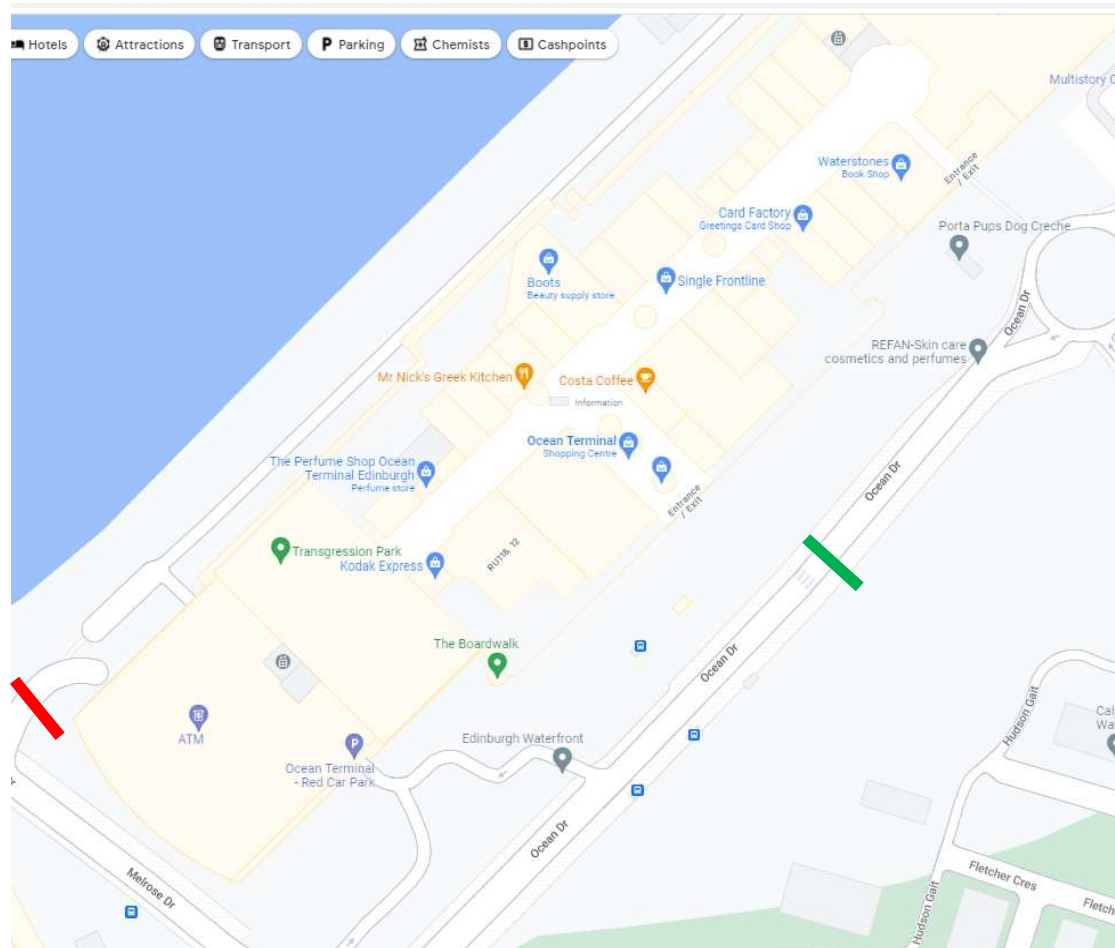 Hotels
Attractions
Transport
Parking
Chemists
Cashpoints
Multistory
Waterstones
Book Shop
Entrance
/ Exit
Card Factory
Greetings Card Shop
Porta Pups Dog Creche
Boots
Beauty supply store
Single Frontline
Ocean Dr
REFAN-Skin care
cosmetics and perfumes
Mr Nick's Greek Kitchen
Costa Coffee
Information
Ocean Terminal
Shopping Centre
The Perfume Shop Ocean
Terminal Edinburgh
Perfume store
Ocean Dr
Entrance
/ Exit
Transgression Park
Kodak Express
RU11& 12
The Boardwalk
Ocean Dr
Hudson Gait
ATM
Edinburgh Waterfront
Ocean Terminal
- Red Car Park
P
Ocean Dr
Melrose Dr
Fletcher Cres
Hudson Gait